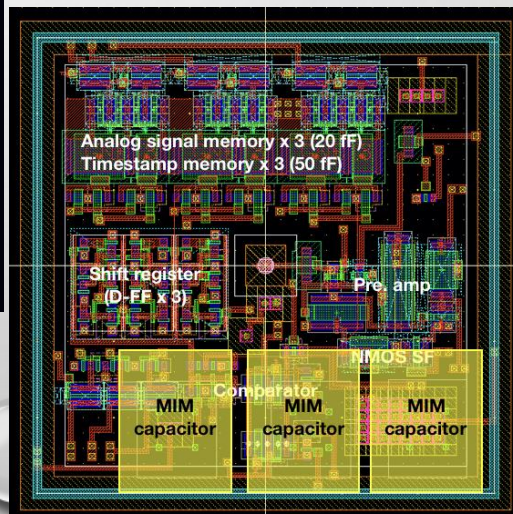 Analog signal memory x 3 (20 fF)
Timestamp memory x 3 (50 fF)
Shift register
(D-FF x 3)
Pre. amp
NMOS SF
Comparator
MIM
capacitor
MIM
capacitor
MIM
capacitor